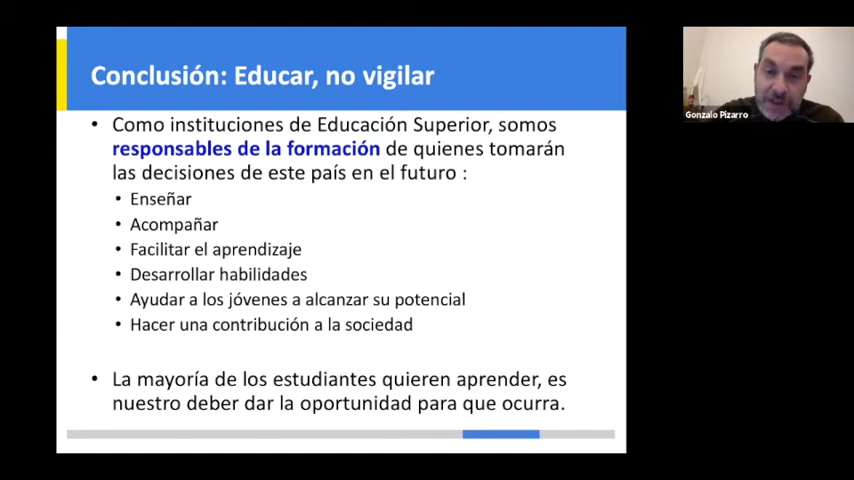 Conclusión: Educar, no vigilar
• Como instituciones de Educación Superior, somos
responsables de la formación de quienes tomarán
las decisiones de este país en el futuro :
• Enseñar
• Acompañar
• Facilitar el aprendizaje
• Desarrollar habilidades
• Ayudar a los jóvenes a alcanzar su potencial
• Hacer una contribución a la sociedad
• La mayoría de los estudiantes quieren aprender, es
nuestro deber dar la oportunidad para que ocurra.
Gonzalo Pizarro